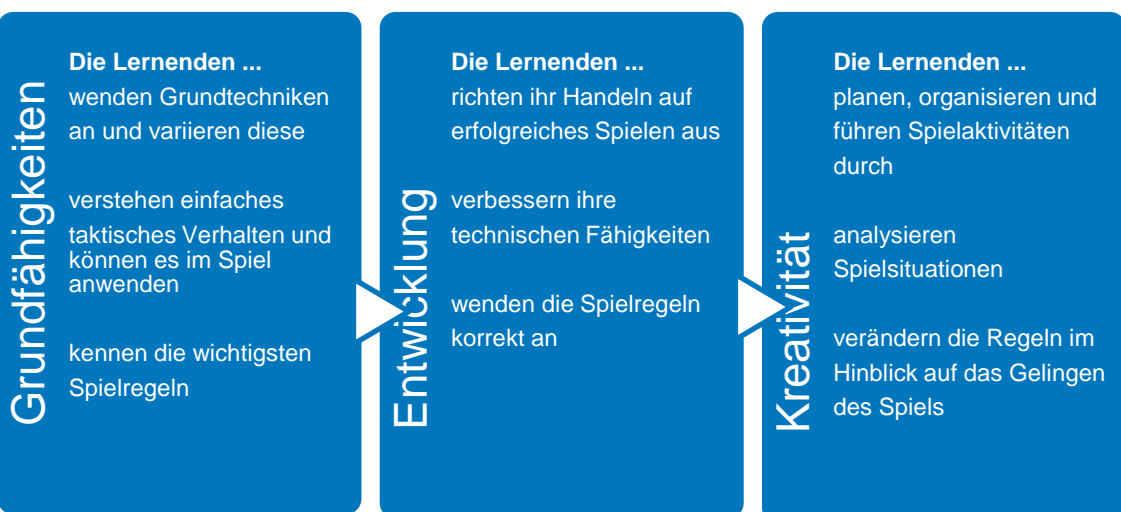 Grundfähigkeiten
Die Lernenden ...
wenden Grundtechniken
an und variieren diese
verstehen einfaches
taktisches Verhalten und
können es im Spiel
anwenden
kennen die wichtigsten
Spielregeln
Entwicklung
Die Lernenden ...
richten ihr Handeln auf
erfolgreiches Spielen aus
verbessern ihre
technischen Fähigkeiten
wenden die Spielregeln
korrekt an
Kreativität
Die Lernenden ...
planen, organisieren und
führen Spielaktivitäten
durch
analysieren
Spielsituationen
verändern die Regeln im
Hinblick auf das Gelingen
des Spiels